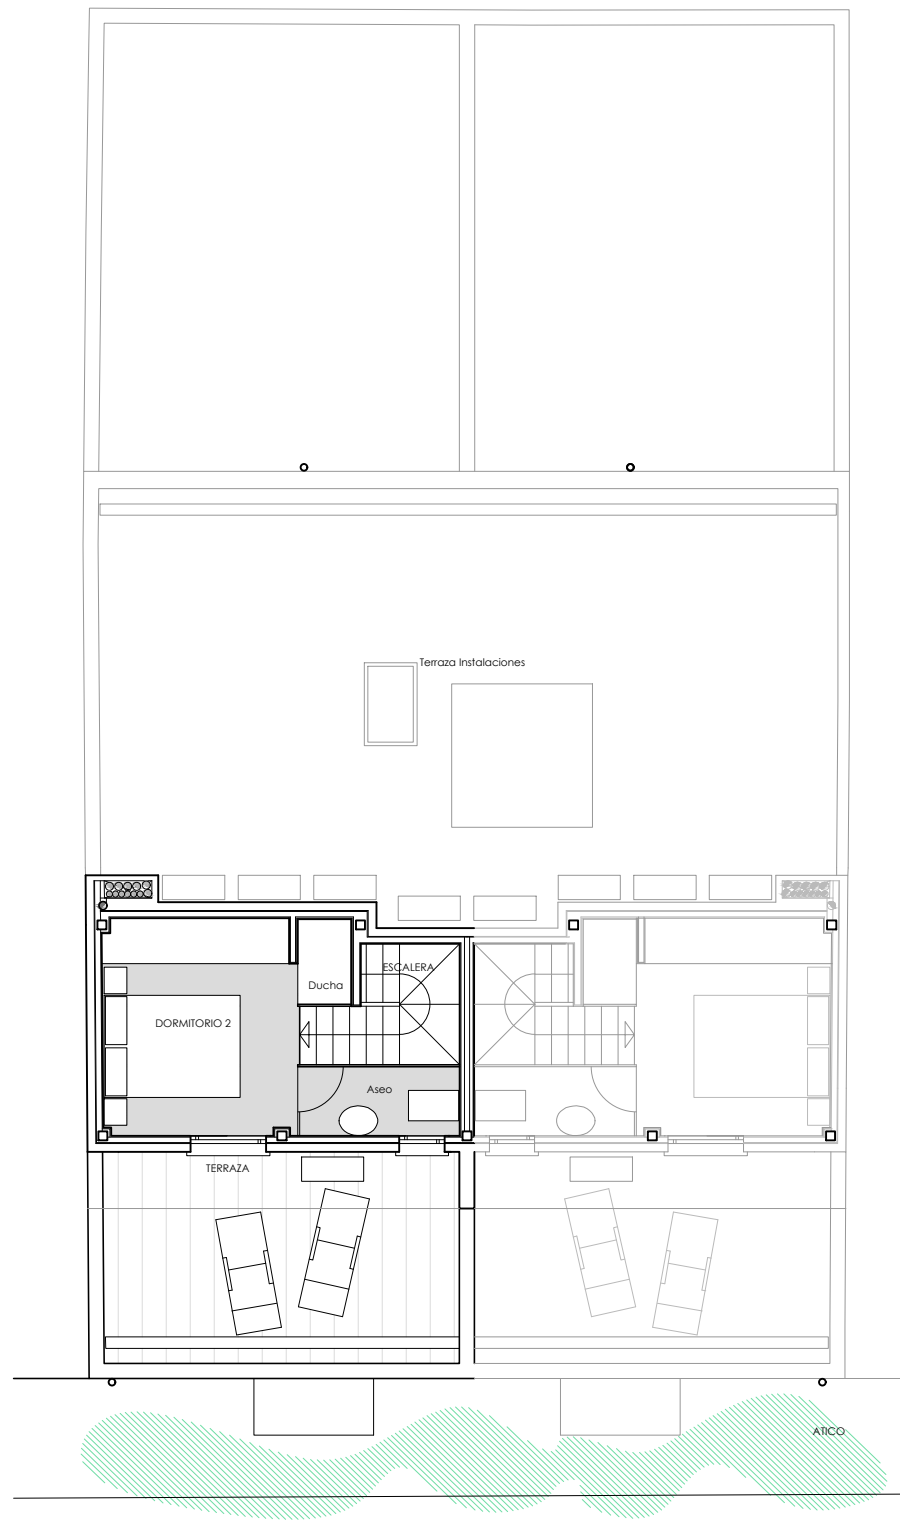 Terraza Instalaciones
ESCALERA
Ducha
DORMITORIO 2
Aseo
TERRAZA
ATICO